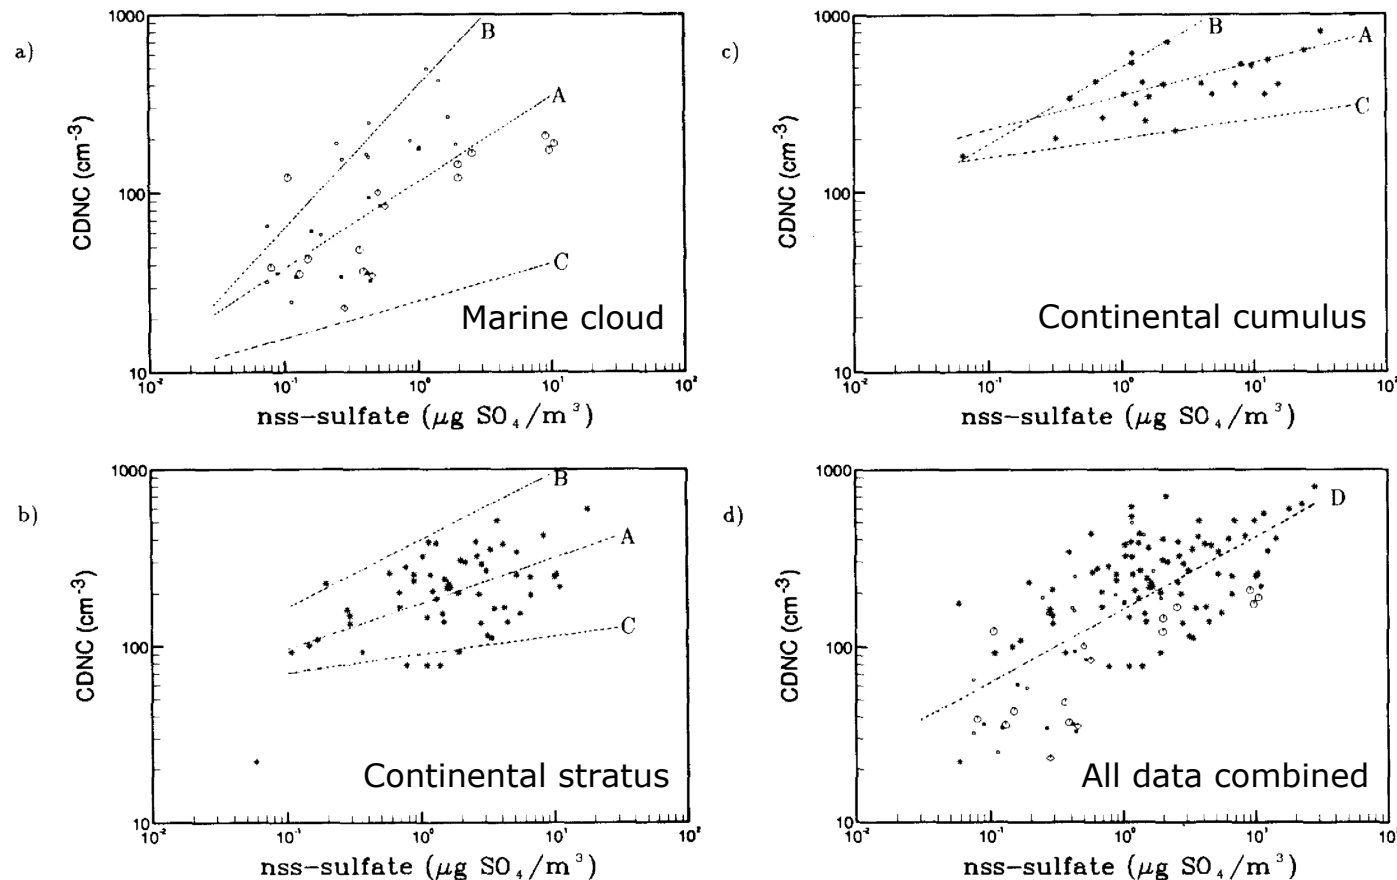 a)
1000
100
10
CDNC (cm⁻³)
B
A
C
Marine cloud
10⁻² 10⁻¹ 10⁰ 10¹ 10²
nss-sulfate (μg SO₄/m³)
c)
1000
100
10
CDNC (cm⁻³)
B
A
C
Continental cumulus
10⁻² 10⁻¹ 10⁰ 10¹ 10²
nss-sulfate (μg SO₄/m³)
b)
1000
100
10
CDNC (cm⁻³)
B
A
C
Continental stratus
10⁻² 10⁻¹ 10⁰ 10¹ 10²
nss-sulfate (μg SO₄/m³)
d)
1000
100
10
CDNC (cm⁻³)
D
All data combined
10⁻² 10⁻¹ 10⁰ 10¹ 10²
nss-sulfate (μg SO₄/m³)